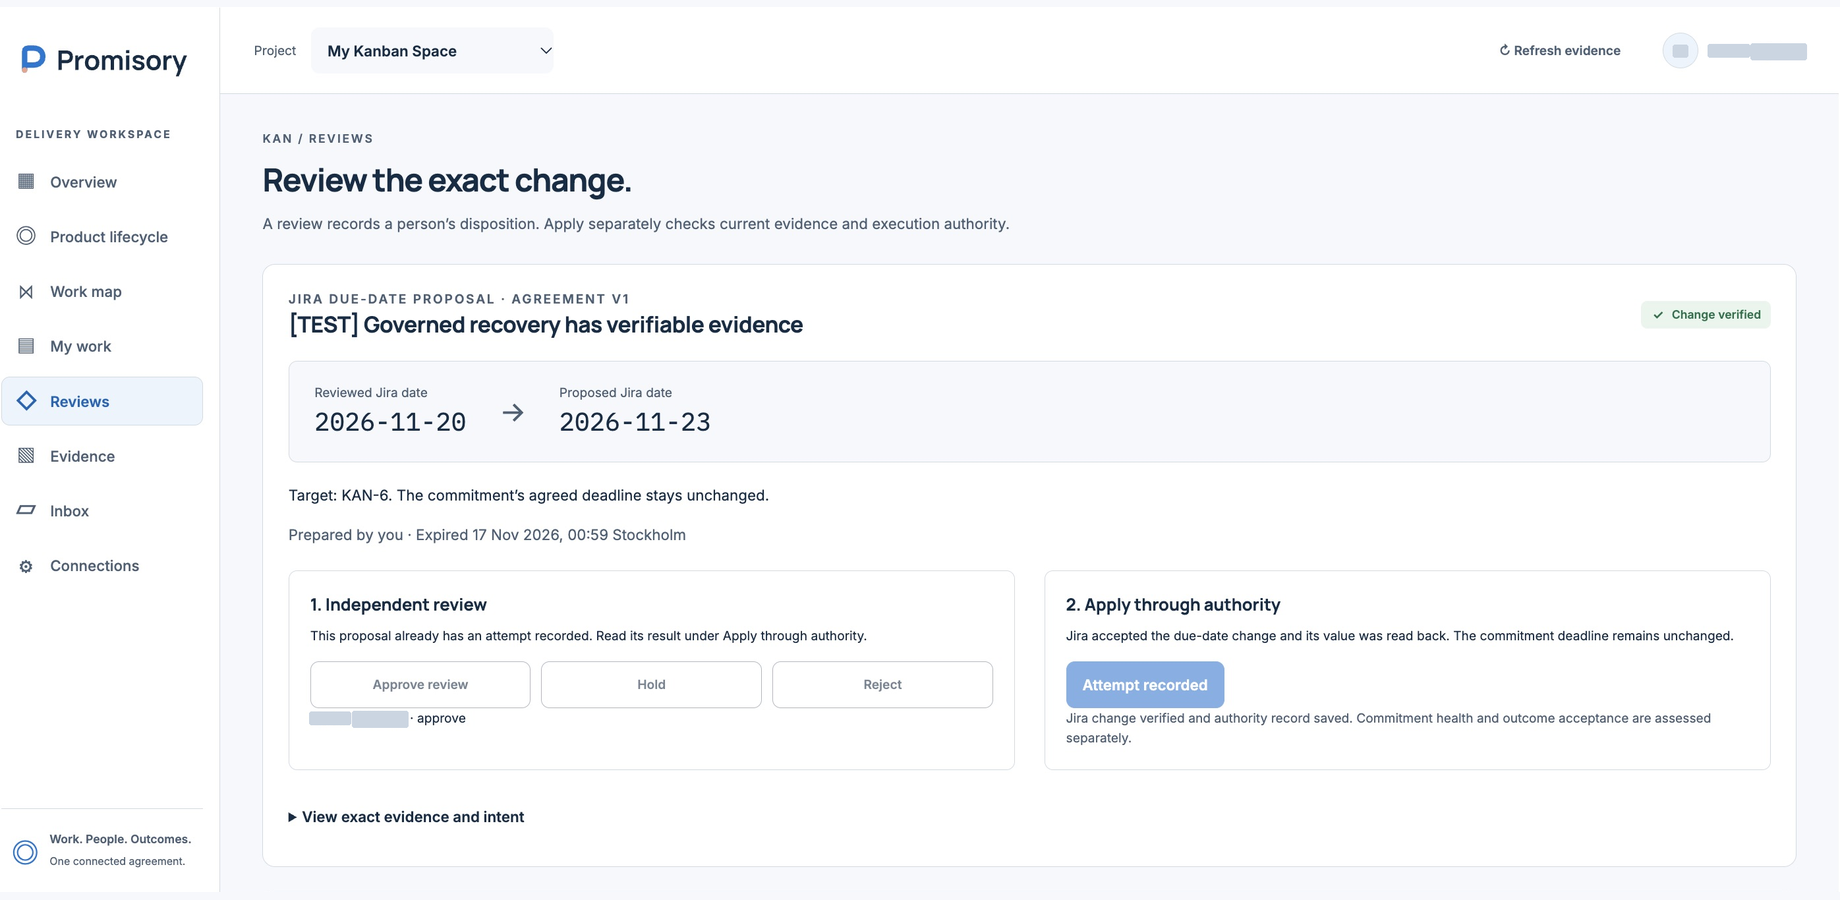 Promisory
Project
My Kanban Space
Refresh evidence
DELIVERY WORKSPACE
Overview
Product lifecycle
Work map
My work
Reviews
Evidence
Inbox
Connections
Work. People. Outcomes.
One connected agreement.
KAN / REVIEWS
Review the exact change.
A review records a person’s disposition. Apply separately checks current evidence and execution authority.
JIRA DUE-DATE PROPOSAL · AGREEMENT V1
[TEST] Governed recovery has verifiable evidence
✓ Change verified
Reviewed Jira date
2026-11-20
→
Proposed Jira date
2026-11-23
Target: KAN-6. The commitment’s agreed deadline stays unchanged.
Prepared by you · Expired 17 Nov 2026, 00:59 Stockholm
1. Independent review
This proposal already has an attempt recorded. Read its result under Apply through authority.
Approve review
Hold
Reject
· approve
2. Apply through authority
Jira accepted the due-date change and its value was read back. The commitment deadline remains unchanged.
Attempt recorded
Jira change verified and authority record saved. Commitment health and outcome acceptance are assessed
separately.
View exact evidence and intent